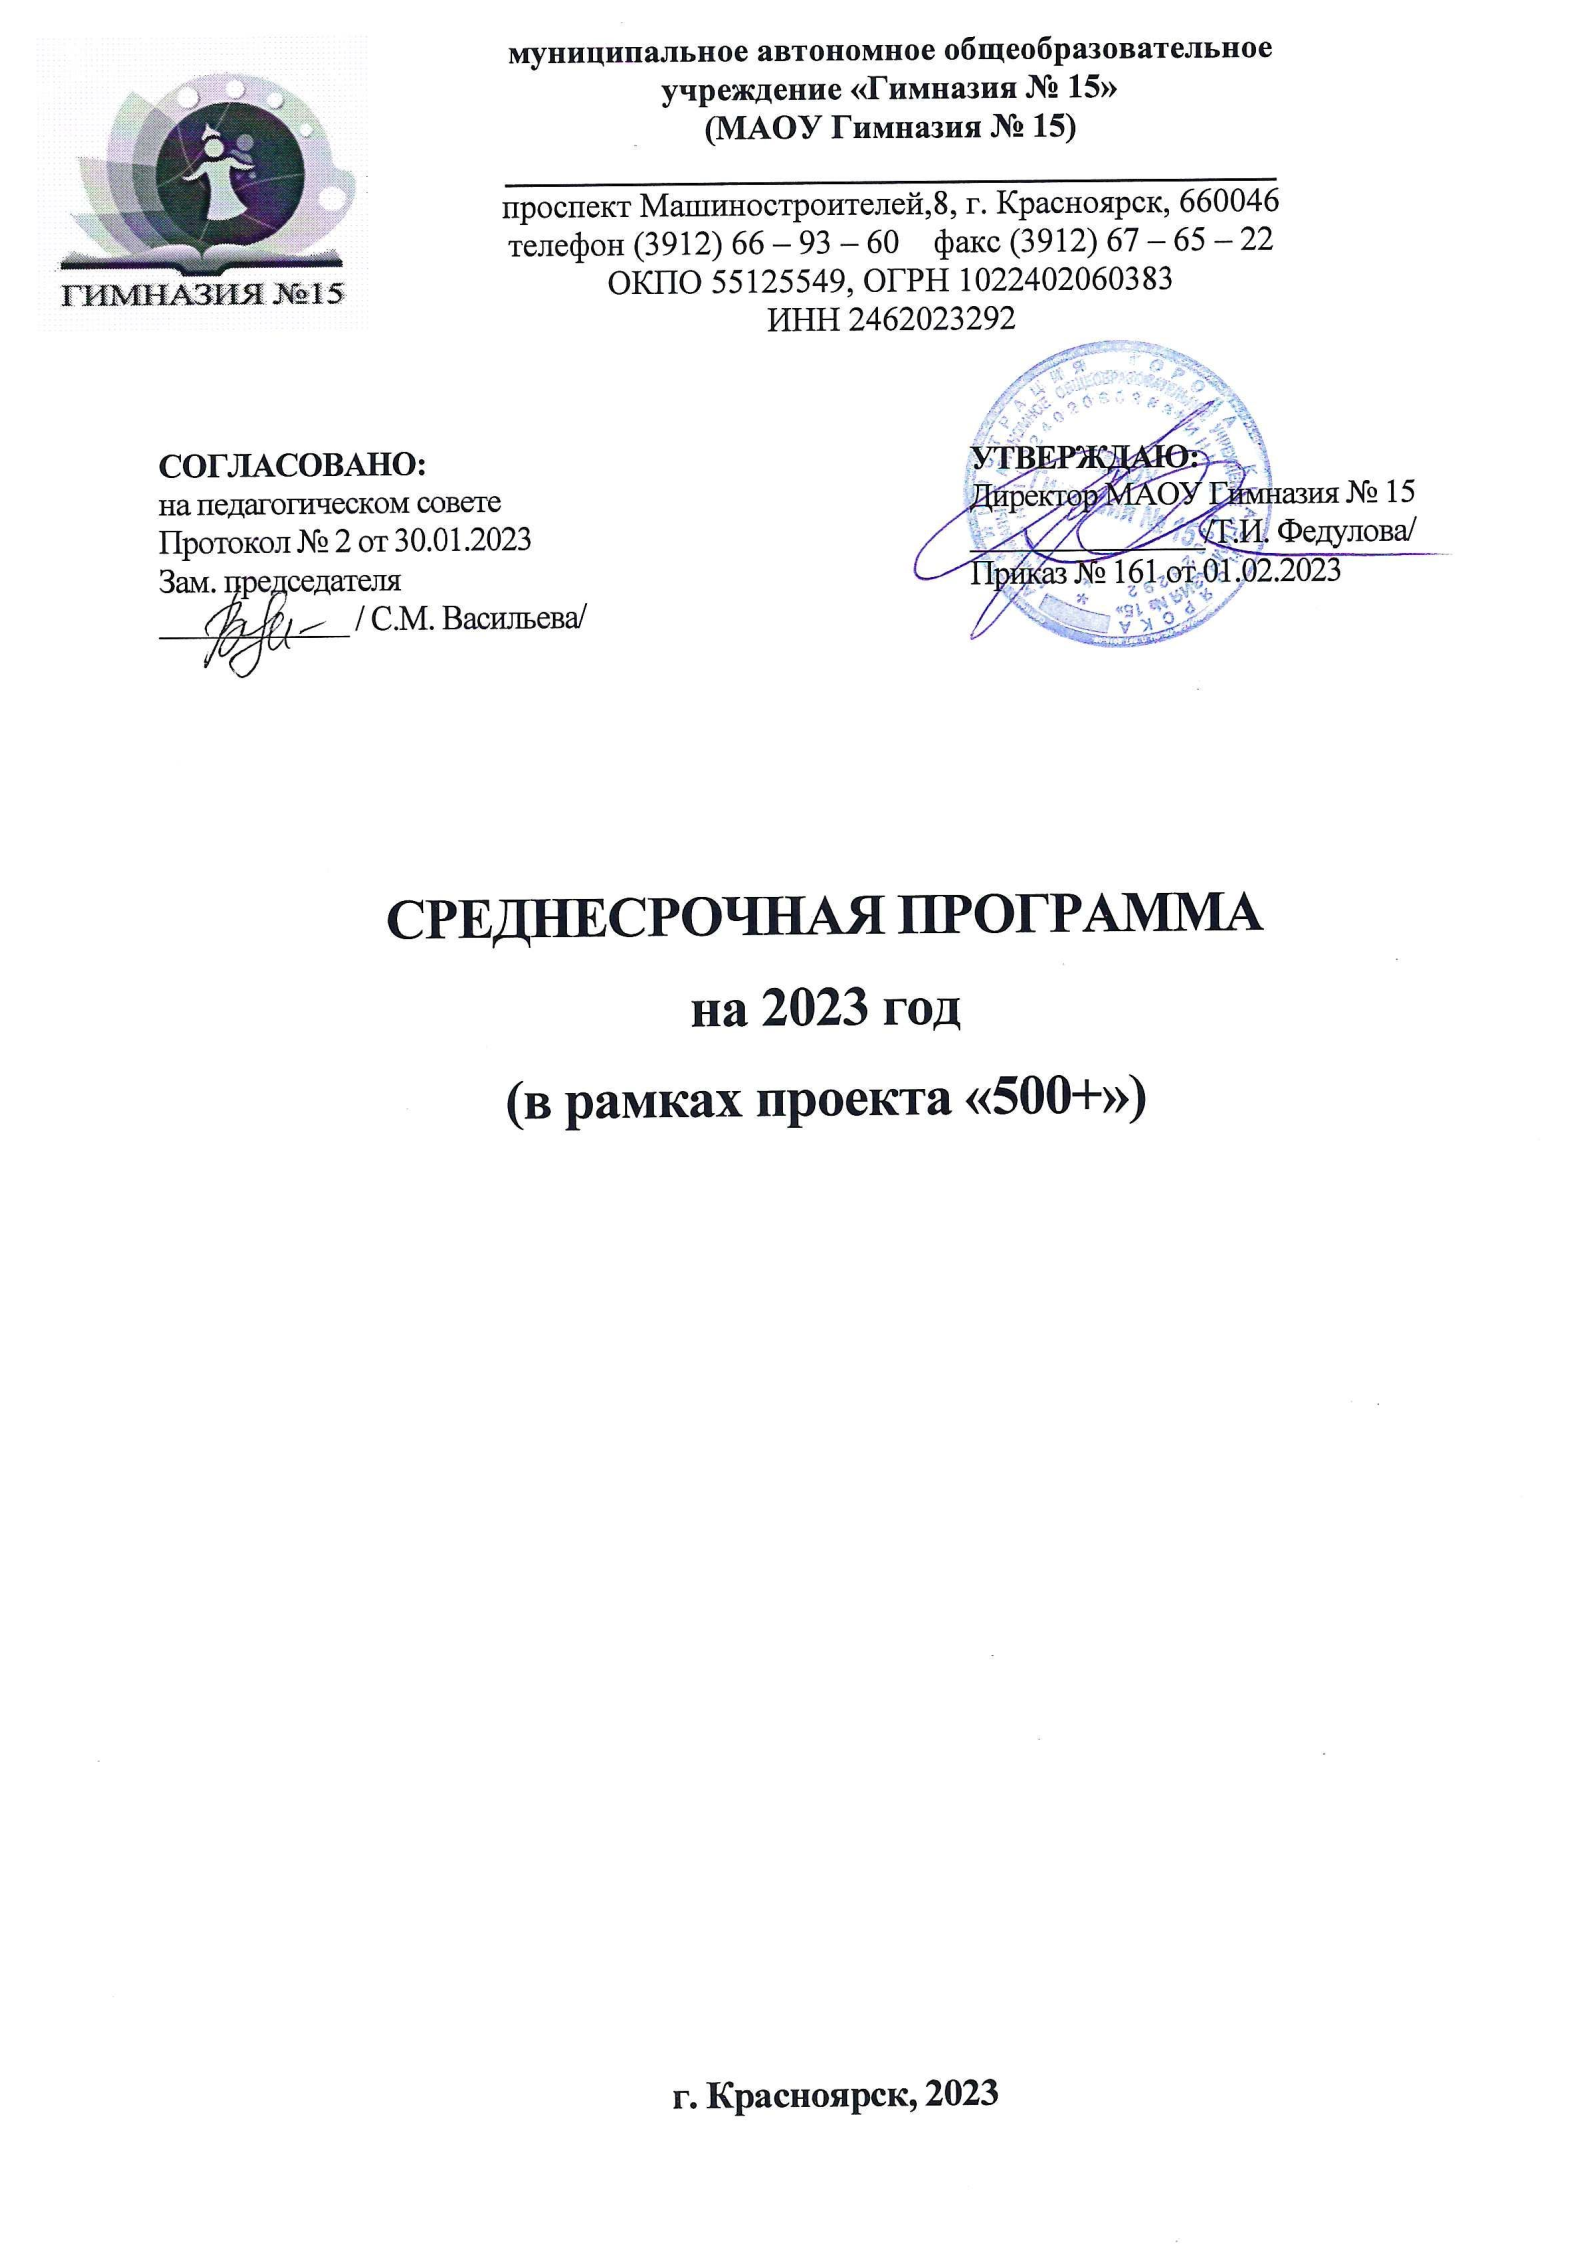 муниципальное автономное общеобразовательное
учреждение «Гимназия № 15»
(МАОУ Гимназия № 15)
ГИМНАЗИЯ №15
проспект Машиностроителей,8, г. Красноярск, 660046
телефон (3912) 66 – 93 – 60 факс (3912) 67 – 65 – 22
ОКПО 55125549, ОГРН 1022402060383
ИНН 2462023292
СОГЛАСОВАНО:
на педагогическом совете
Протокол № 2 от 30.01.2023
Зам. председателя
/ С.М. Васильева/
УТВЕРЖДАЮ:
Директор МАОУ Гимназия № 15
/Т.И. Федулова/
Приказ № 161 от 01.02.2023
СРЕДНЕСРОЧНАЯ ПРОГРАММА
на 2023 год
(в рамках проекта «500+»)
г. Красноярск, 2023